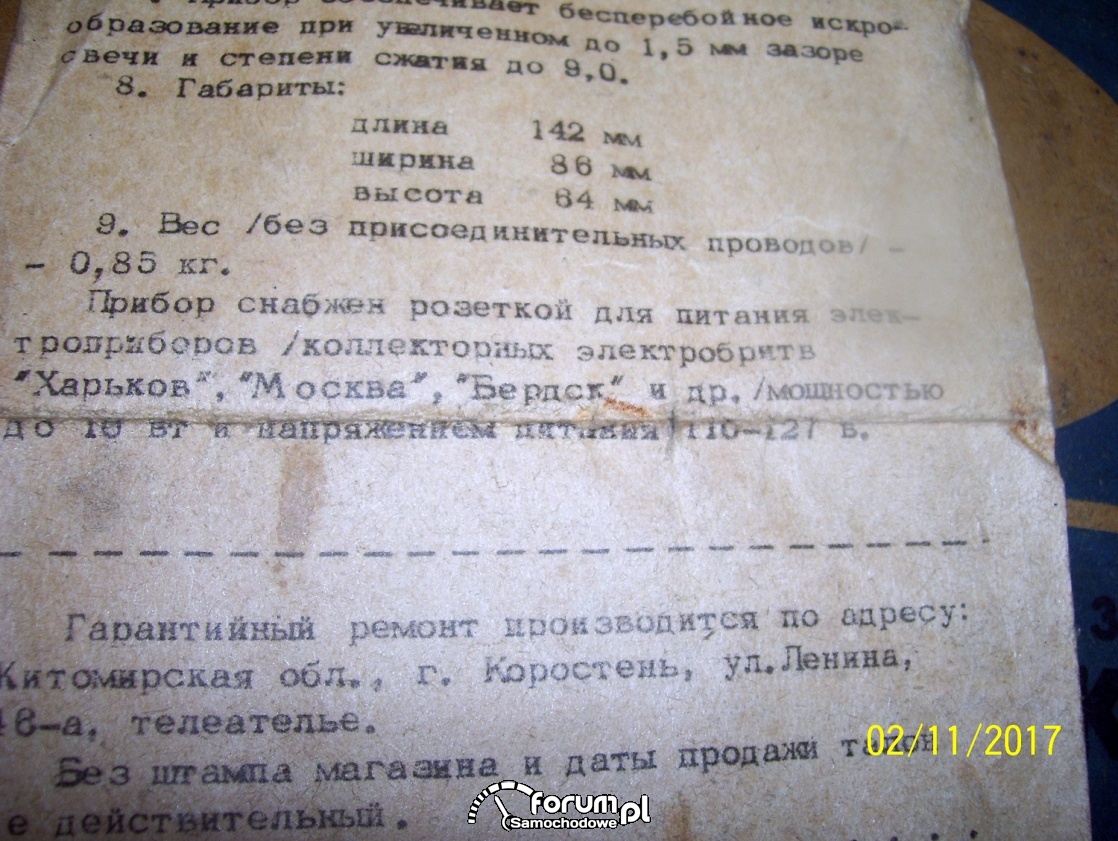 . Прибор обеспечивает бесперебойное искро-
образование при увеличенном до 1,5 мм зазоре
свечи и степени сжатия до 9,0.
8. Габариты:
длина 142 мм
ширина 86 мм
высота 64 мм
9. Вес /без присоединительных проводов/ -
- 0,85 кг.
Прибор снабжен розеткой для питания элек-
троприборов /коллекторных электробритв
"Харьков", "Москва", "Бердск" и др./мощностью
до 10 вт и напряжением питания 110-127 в.
Гарантийный ремонт производится по адресу:
Житомирская обл., г. Коростень, ул.Ленина,
телеателье.
Без штампа магазина и даты продажи
е действительный.
02/11/2017
forum.pl
Samochodowe